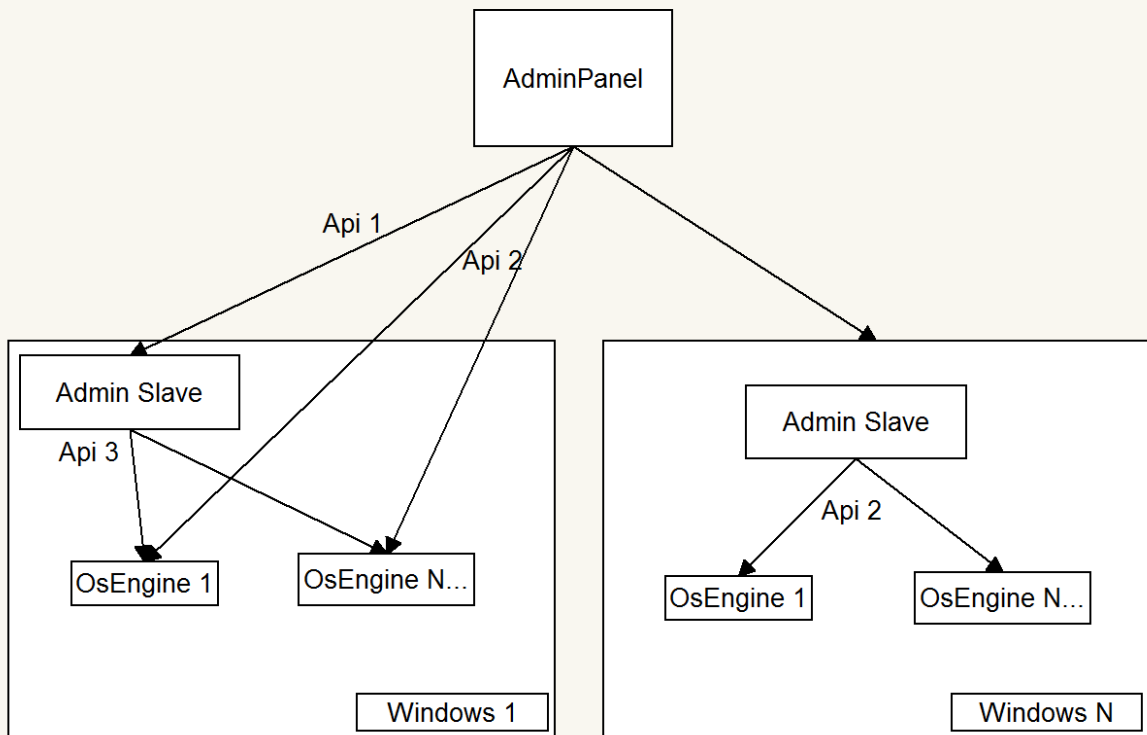 AdminPanel
Api 1
Api 2
Admin Slave
Api 3
OsEngine 1
OsEngine N...
Windows 1
Admin Slave
Api 2
OsEngine 1
OsEngine N...
Windows N